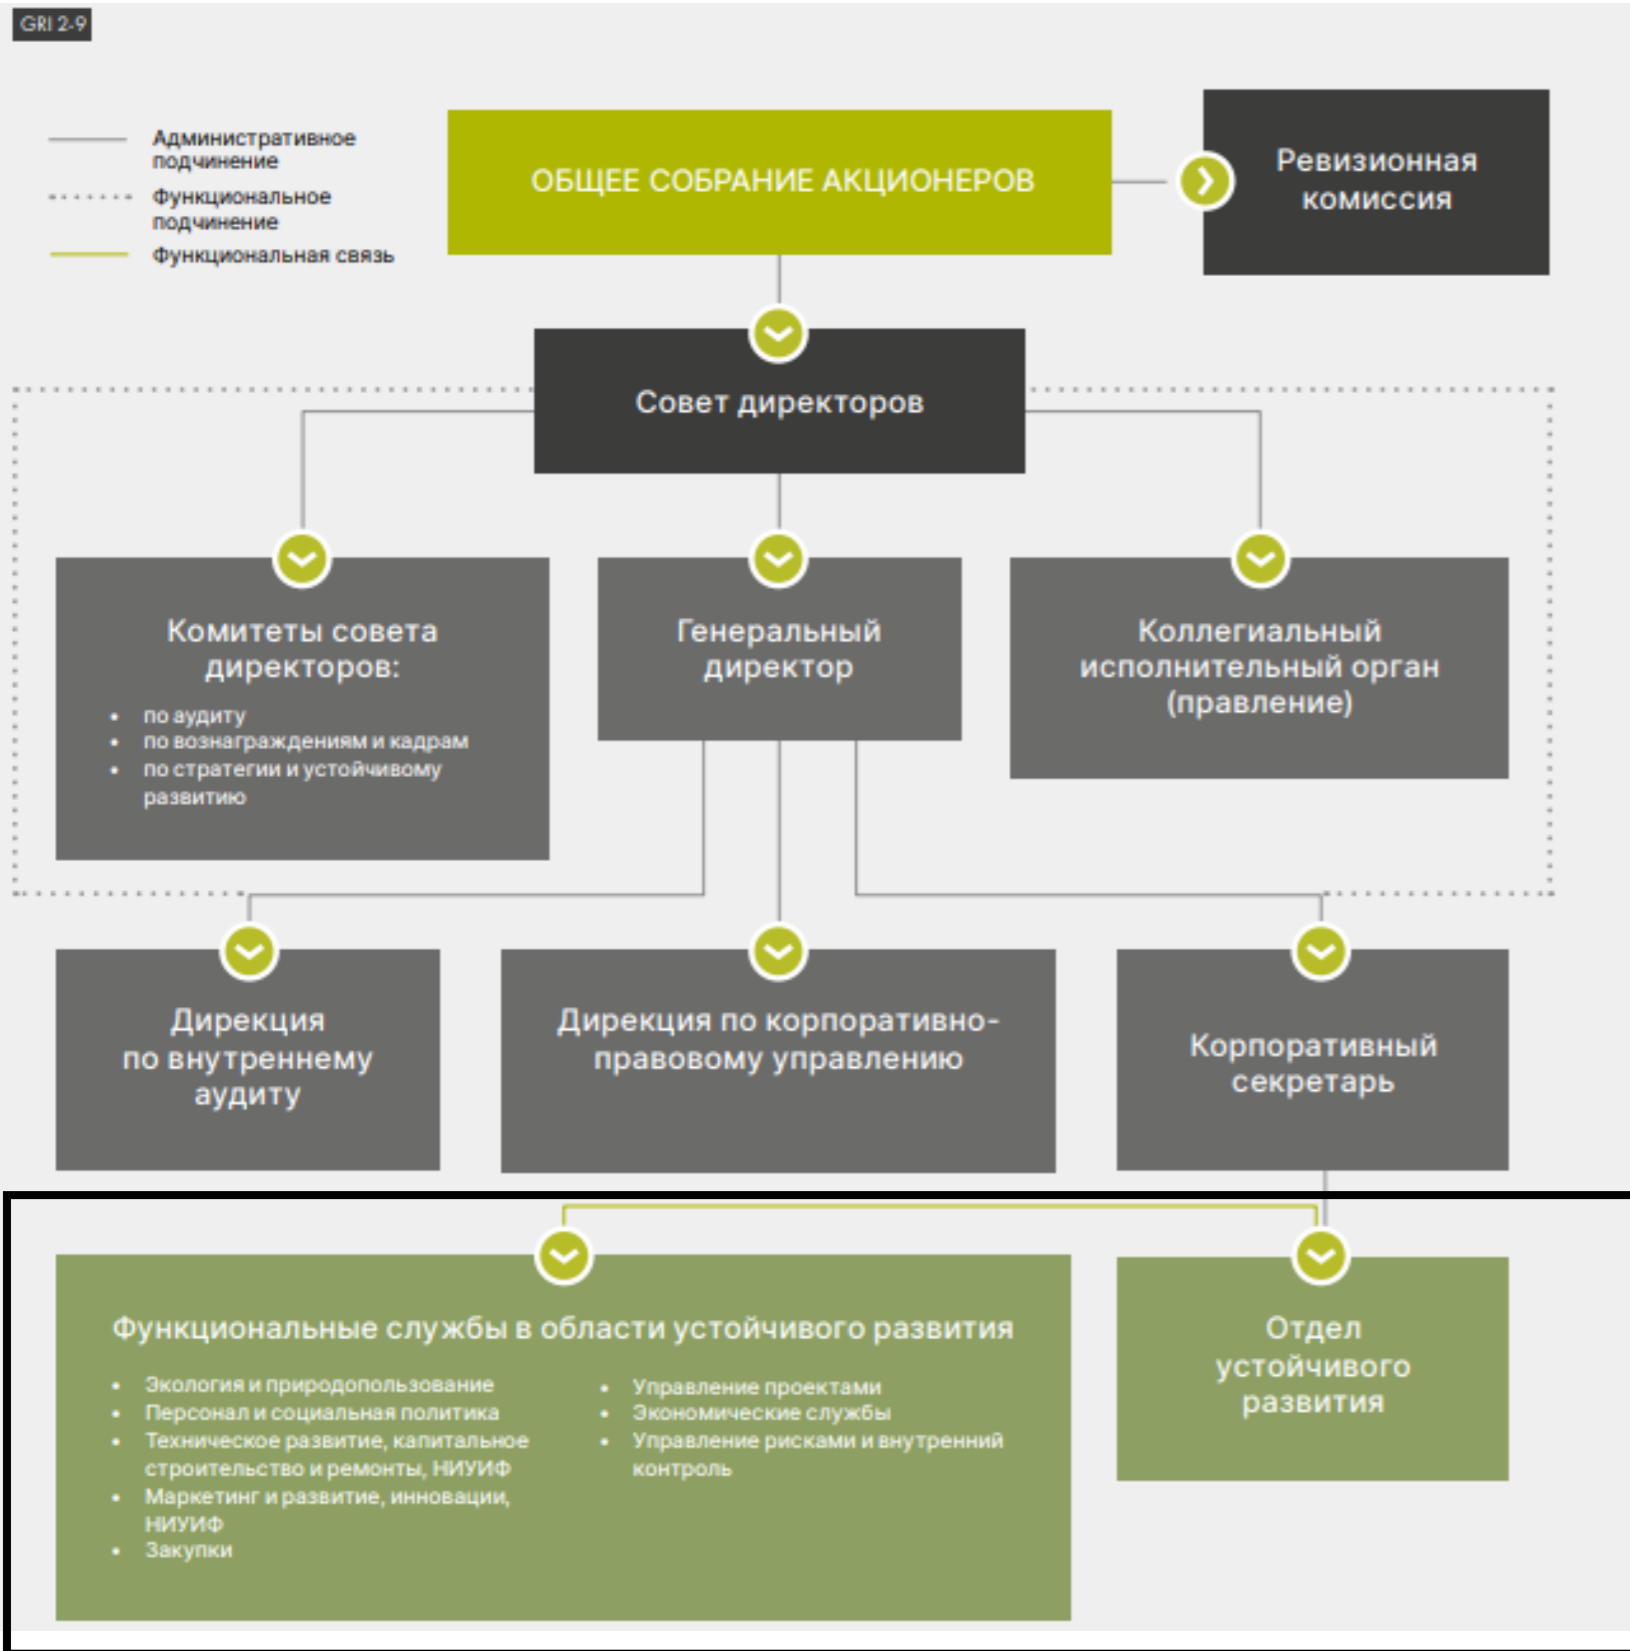 GRI 2-9
Административное
подчинение
Функциональное
подчинение
Функциональная связь
ОБЩЕЕ СОБРАНИЕ АКЦИОНЕРОВ
Ревизионная
комиссия
Совет директоров
Комитеты совета
директоров:
• по аудиту
• по вознаграждениям и кадрам
• по стратегии и устойчивому
развитию
Генеральный
директор
Коллегиальный
исполнительный орган
(правление)
Дирекция
по внутреннему
аудиту
Дирекция по корпоративно-
правовому управлению
Корпоративный
секретарь
Функциональные службы в области устойчивого развития
• Экология и природопользование
• Персонал и социальная политика
• Техническое развитие, капитальное
строительство и ремонты, НИУИФ
• Маркетинг и развитие, инновации,
НИУИФ
• Закупки
• Управление проектами
• Экономические службы
• Управление рисками и внутренний
контроль
Отдел
устойчивого
развития